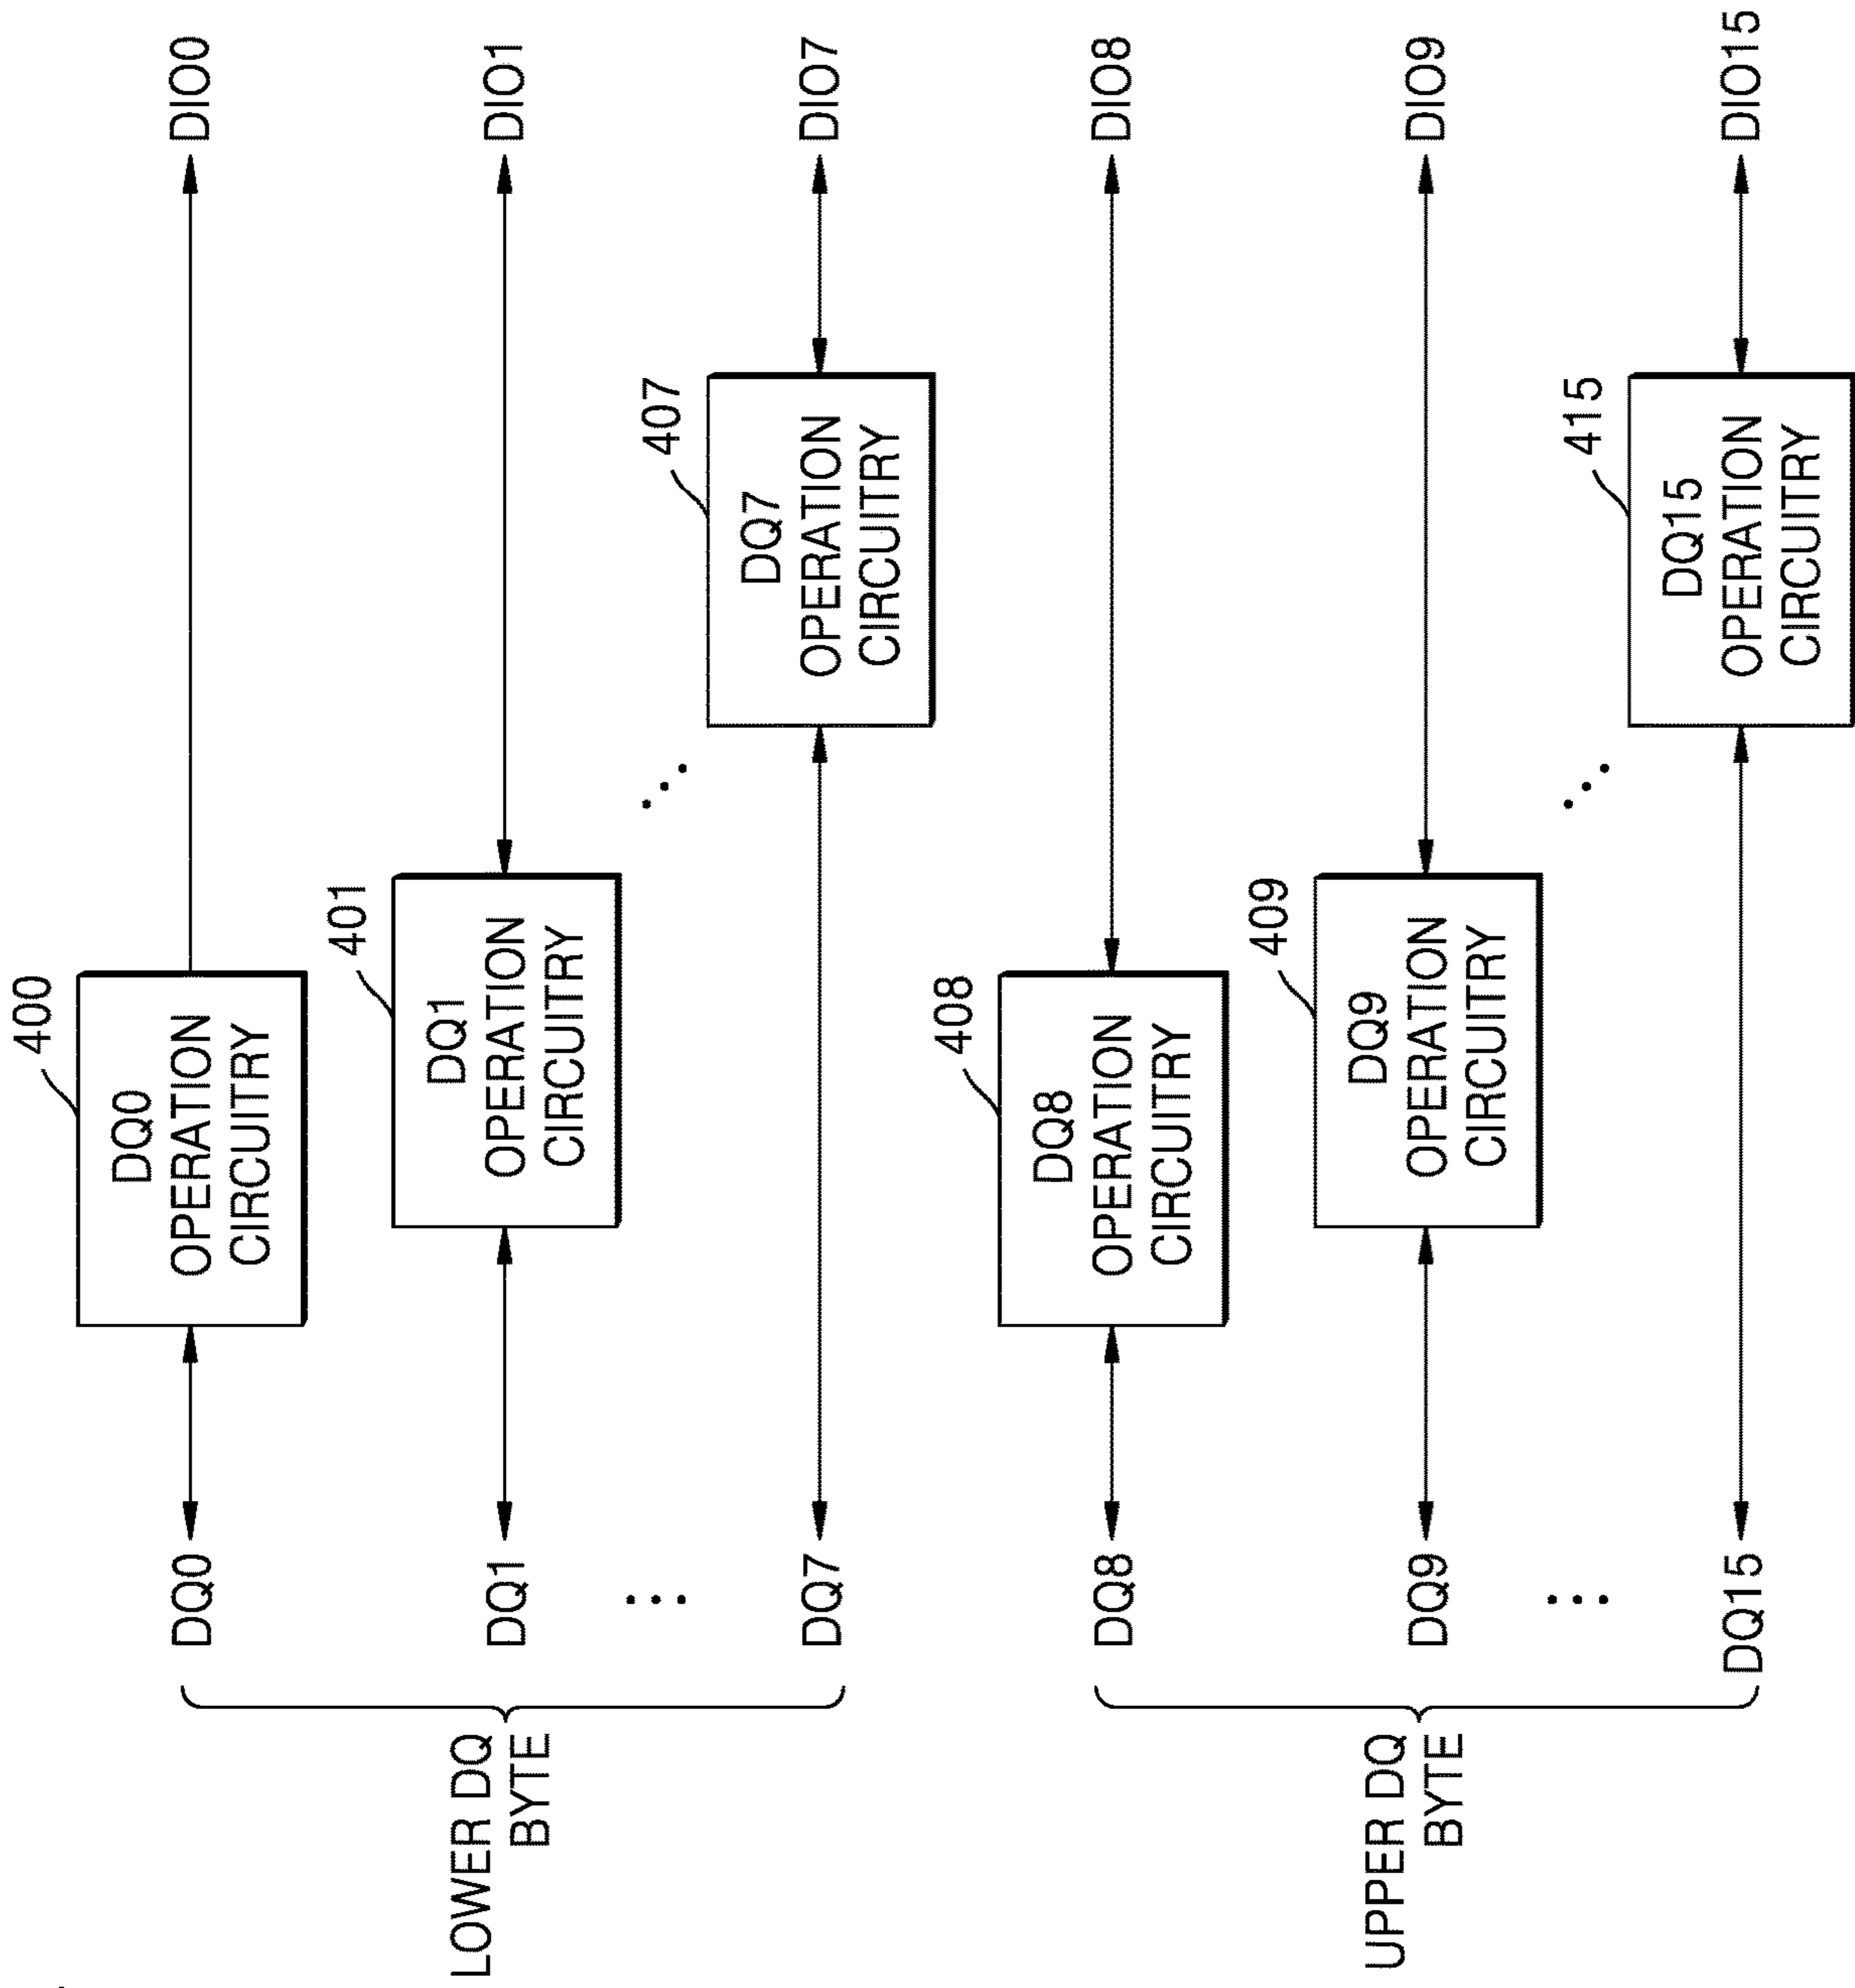 400
DQ0
DQ0
OPERATION
CIRCUITRY
DIO0
401
LOWER DQ
BYTE
DQ1
DQ1
OPERATION
CIRCUITRY
DIO1
407
DQ7
DQ7
OPERATION
CIRCUITRY
DIO7
408
DQ8
DQ8
OPERATION
CIRCUITRY
DIO8
409
UPPER DQ
BYTE
DQ9
DQ9
OPERATION
CIRCUITRY
DIO9
415
DQ15
DQ15
OPERATION
CIRCUITRY
DIO15